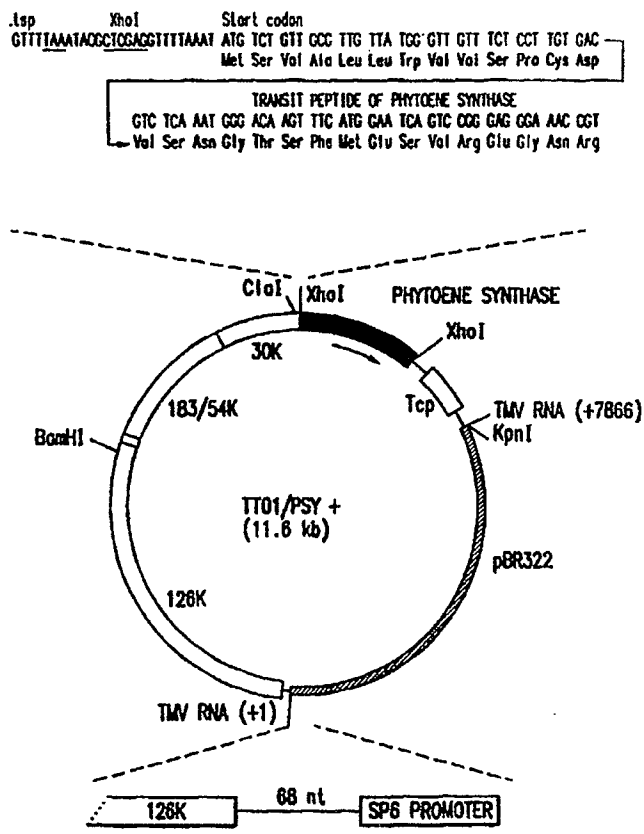 .tsp XhoI Start codon
GTTTTAAATACGCTCGAGGTTTTAAAT ATG TCT GTT GCC TTG TTA TGG GTT GTT TCT CCT TGT GAC
Met Ser Val Ala Leu Leu Trp Val Val Ser Pro Cys Asp
TRANSIT PEPTIDE OF PHYTOENE SYNTHASE
GTC TCA AAT GGG ACA AGT TTC ATG GAA TCA GTC CGG GAG GGA AAC CGT
Val Ser Asn Gly Thr Ser Phe Met Glu Ser Val Arg Glu Gly Asn Arg
ClaI XhoI PHYTOENE SYNTHASE
XhoI
30K
Tcp
183/54K
TMV RNA (+7866)
KpnI
BamHI
TTO1/PSY +
(11.6 kb)
pBR322
126K
TMV RNA (+1)
126K 68 nt SP6 PROMOTER